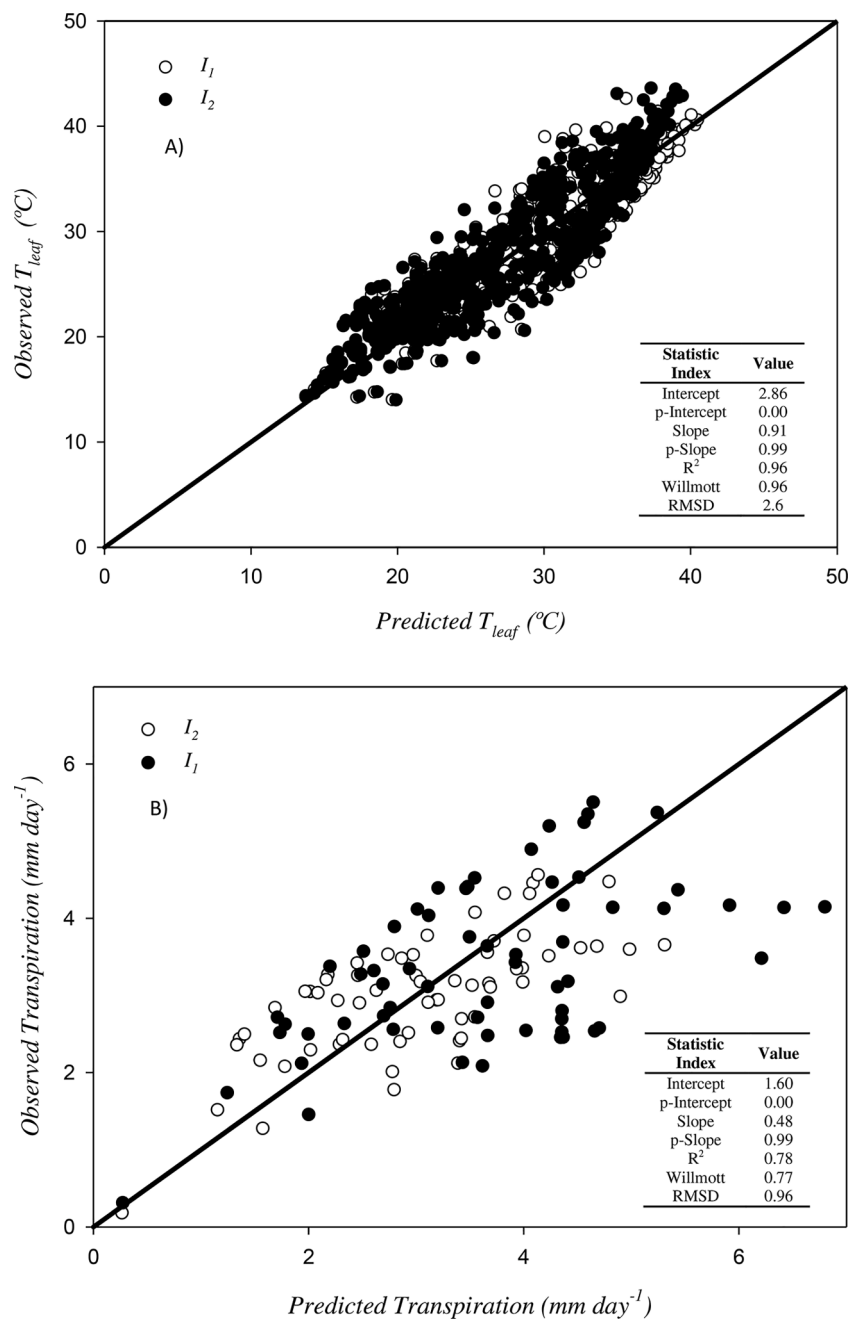 50
I1
I2
40
A)
30
Observed Tleaf (ºC)
20
Statistic Index Value
Intercept 2.86
p-Intercept 0.00
Slope 0.91
p-Slope 0.99
R2 0.96
Willmott 0.96
RMSD 2.6
10
0
0 10 20 30 40 50
Predicted Tleaf (ºC)
I2
I1
6
B)
4
Observed Transpiration (mm day-1)
2
Statistic Index Value
Intercept 1.60
p-Intercept 0.00
Slope 0.48
p-Slope 0.99
R2 0.78
Willmott 0.77
RMSD 0.96
0
0 2 4 6
Predicted Transpiration (mm day-1)